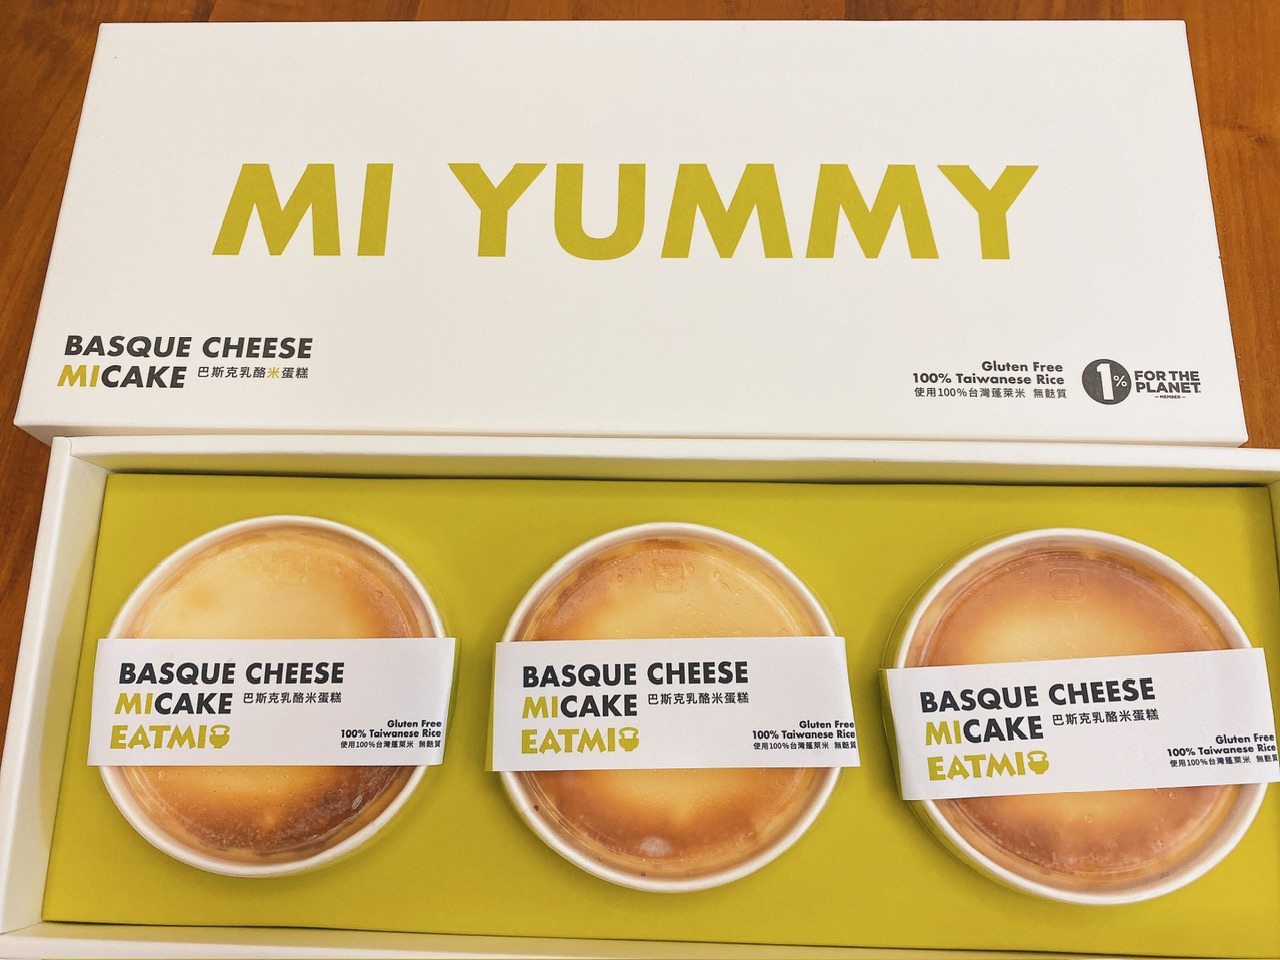 MI YUMMY
BASQUE CHEESE
MICAKE 巴斯克乳酪米蛋糕
Gluten Free
100% Taiwanese Rice
使用100%台灣蓬萊米 無麩質
1% FOR THE
PLANET
MEMBER
BASQUE CHEESE
MICAKE 巴斯克乳酪米蛋糕
EATMI
Gluten Free
100% Taiwanese Rice
使用100%台灣蓬萊米 無麩質
BASQUE CHEESE
MICAKE 巴斯克乳酪米蛋糕
EATMI
Gluten Free
100% Taiwanese Rice
使用100%台灣蓬萊米 無麩質
BASQUE CHEESE
MICAKE 巴斯克乳酪米蛋糕
EATMI
Gluten Free
100% Taiwanese Rice
使用100%台灣蓬萊米 無麩質